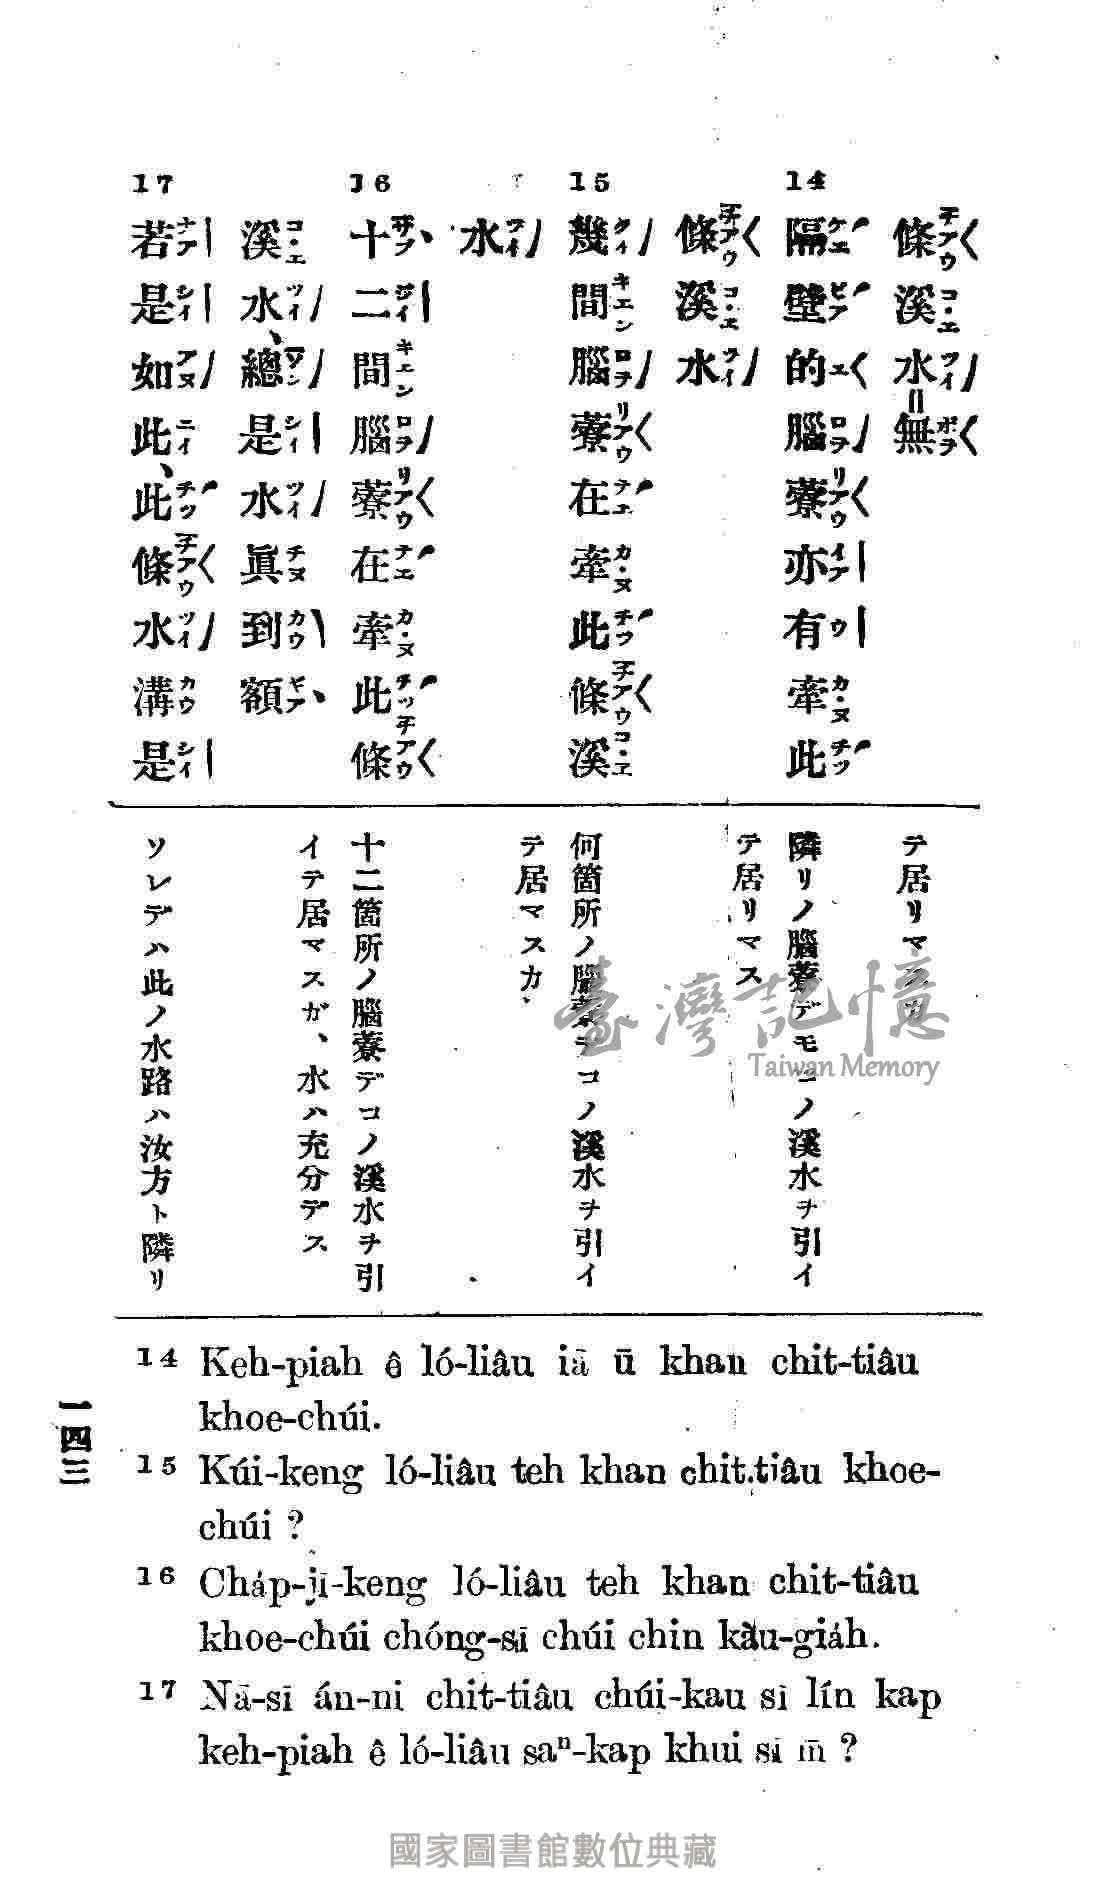 條溪水=無
14
隔壁的腦藔亦有牽此
條溪水
15
幾間腦藔在牽此條溪
水
16
十二間腦藔在牽此條
溪水、總是水眞到額
17
若是如此、此條水溝是
テ居リマスカ
隣リノ腦藔デモコノ溪水ヲ引イ
テ居リマス
何箇所ノ腦藔デコノ溪水ヲ引イ
テ居マスカ、
十二箇所ノ腦藔デコノ溪水ヲ引
イテ居マスガ、水ハ充分デス
ソレデハ此ノ水路ハ汝方ト隣リ
14 Keh-piah ê ló-liâu iā ū khan chit-tiâu
khoe-chúi.
15 Kúi-keng ló-liâu teh khan chit-tiâu khoe-
chúi ?
16 Cha̍p-jī-keng ló-liâu teh khan chit-tiâu
khoe-chúi chóng-sī chúi chin kàu-gia̍h.
17 Nā-sī án-ni chit-tiâu chúi-kau sī lín kap
keh-piah ê ló-liâu saⁿ-kap khui sī m̄ ?
一四三
臺灣記憶
Taiwan Memory
國家圖書館數位典藏